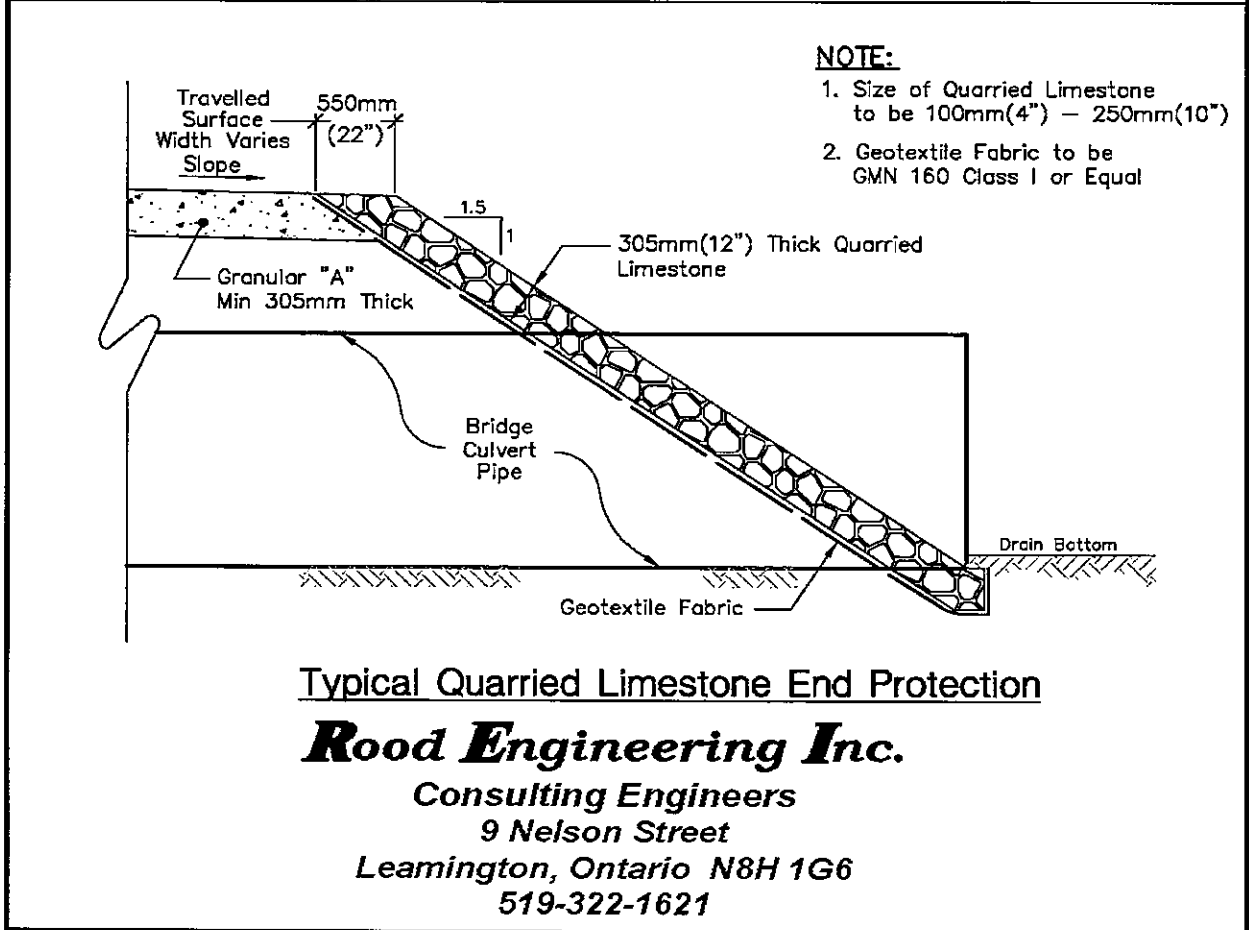 NOTE:
1. Size of Quarried Limestone
to be 100mm(4") – 250mm(10")
2. Geotextile Fabric to be
GMN 160 Class I or Equal
Travelled
Surface
Width Varies
Slope
550mm
(22")
1.5
1
305mm(12") Thick Quarried
Limestone
Granular "A"
Min 305mm Thick
Bridge
Culvert
Pipe
Drain Bottom
Geotextile Fabric
Typical Quarried Limestone End Protection
Rood Engineering Inc.
Consulting Engineers
9 Nelson Street
Leamington, Ontario N8H 1G6
519-322-1621